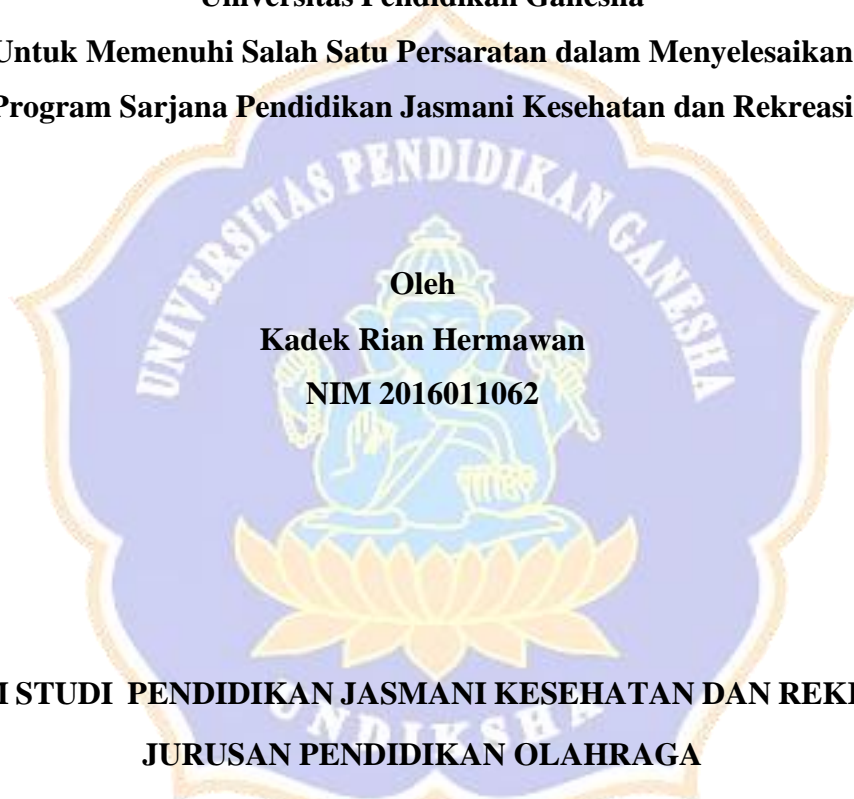 Universitas Pendidikan Ganesha
Untuk Memenuhi Salah Satu Persaratan dalam Menyelesaikan
Program Sarjana Pendidikan Jasmani Kesehatan dan Rekreasi
UNIVERSITAS PENDIDIKAN GANESHA
Oleh
Kadek Rian Hermawan
NIM 2016011062
I STUDI PENDIDIKAN JASMANI KESEHATAN DAN
UNDIKSHA
JURUSAN PENDIDIKAN OLAHRAGA